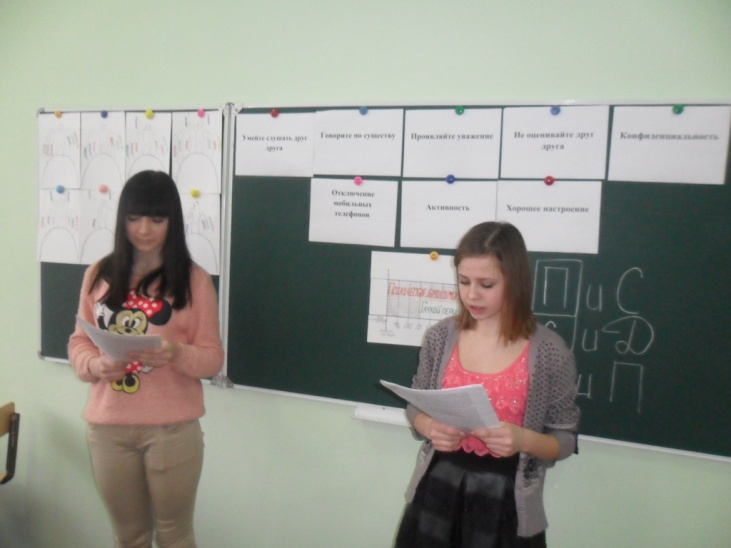 Умейте слушать друг
друга
Говорите по существу
Проявляйте уважение
Не оценивайте друг
друга
Конфиденциальность
Отключение
мобильных
телефонов
Активность
Хорошее настроение
П и С
и Д
и П